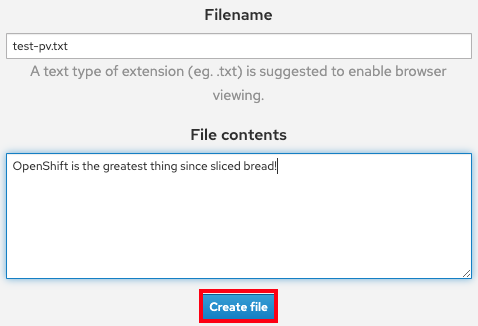 Filename
test-pv.txt
A text type of extension (eg. .txt) is suggested to enable browser
viewing.
File contents
OpenShift is the greatest thing since sliced bread!
Create file